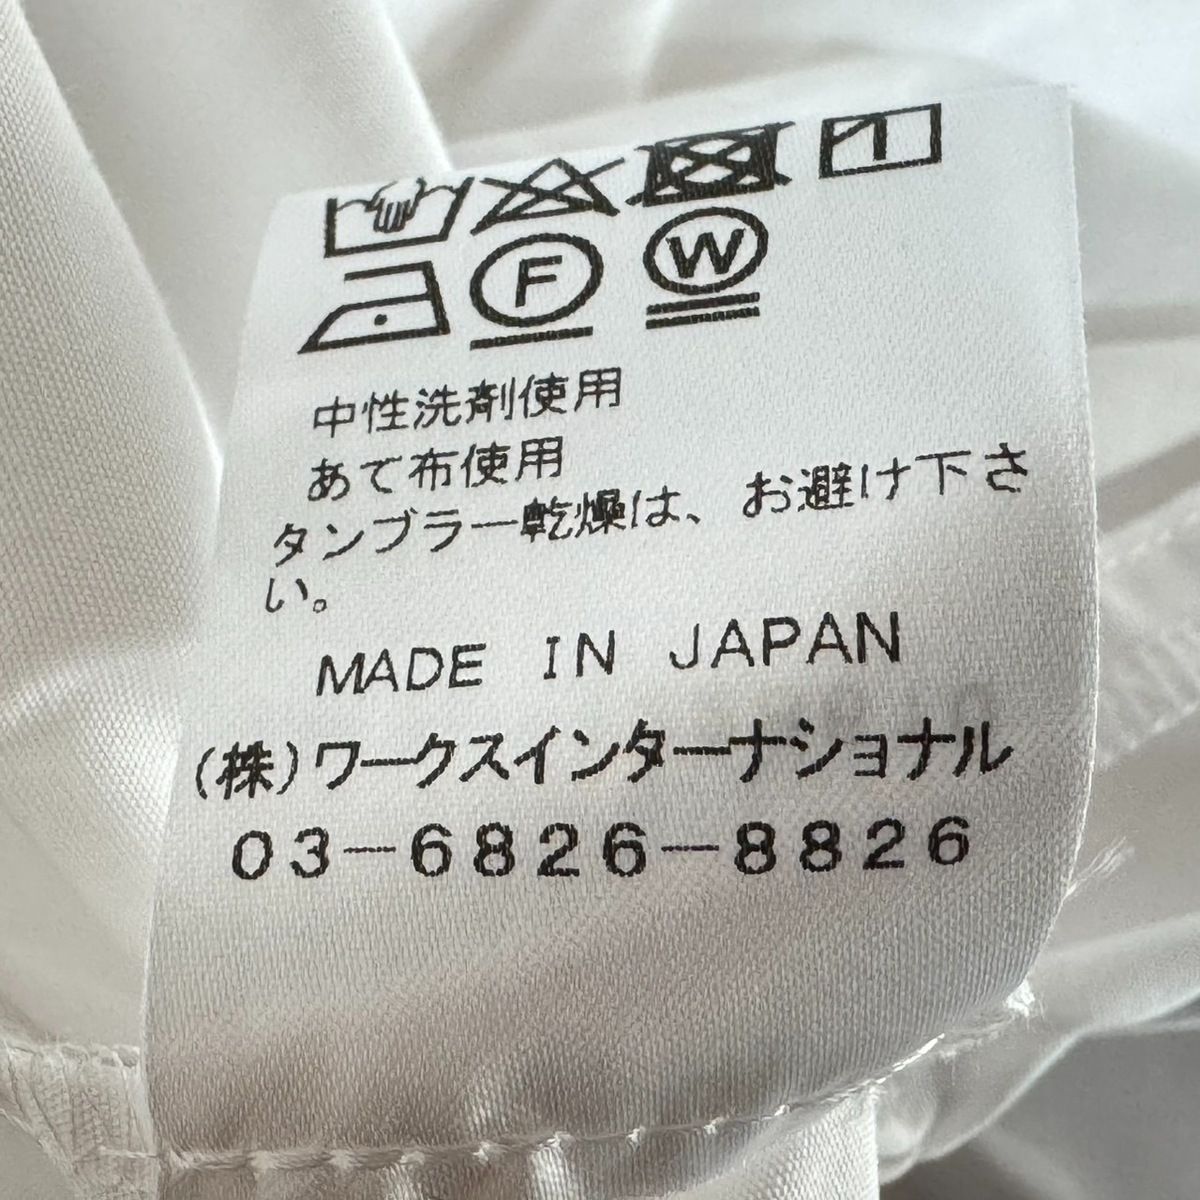 F W
中性洗剤使用
あて布使用
タンブラー乾燥は、お避け下さ
い。
MADE IN JAPAN
(株)ワークスインターナショナル
03-6826-8826